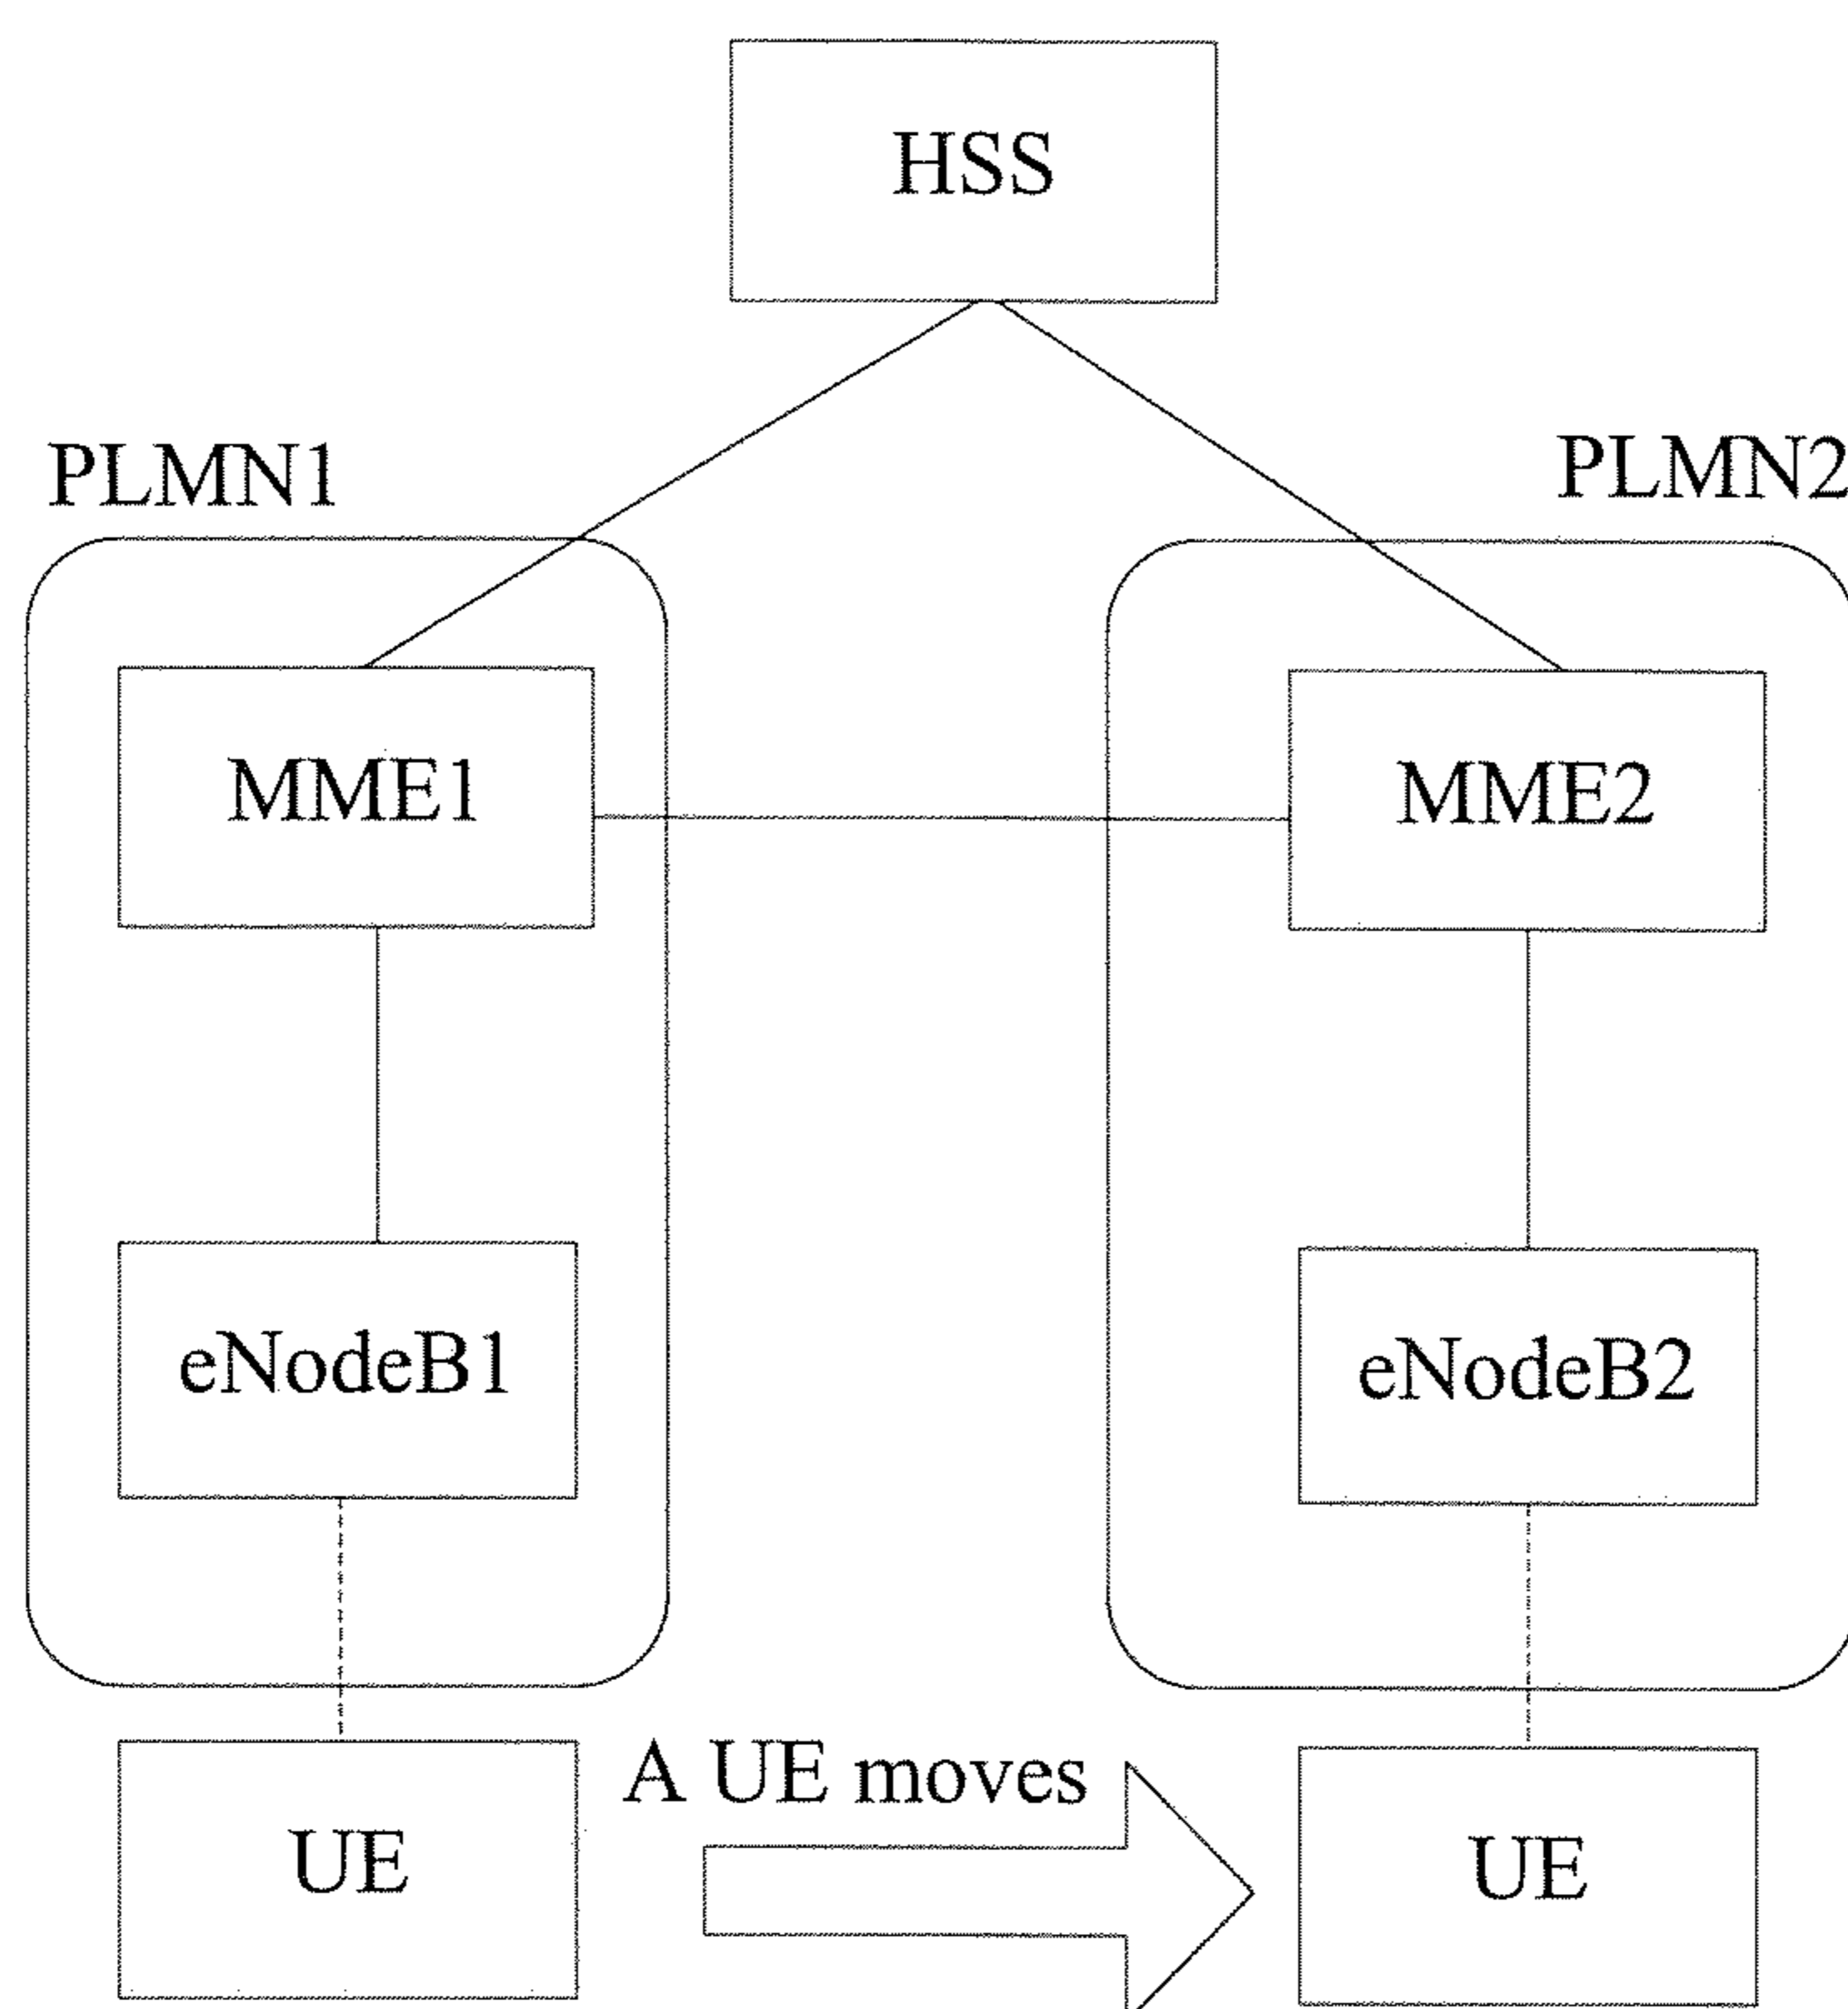 HSS
PLMN1
PLMN2
MME1
MME2
eNodeB1
eNodeB2
A UE moves
UE
UE